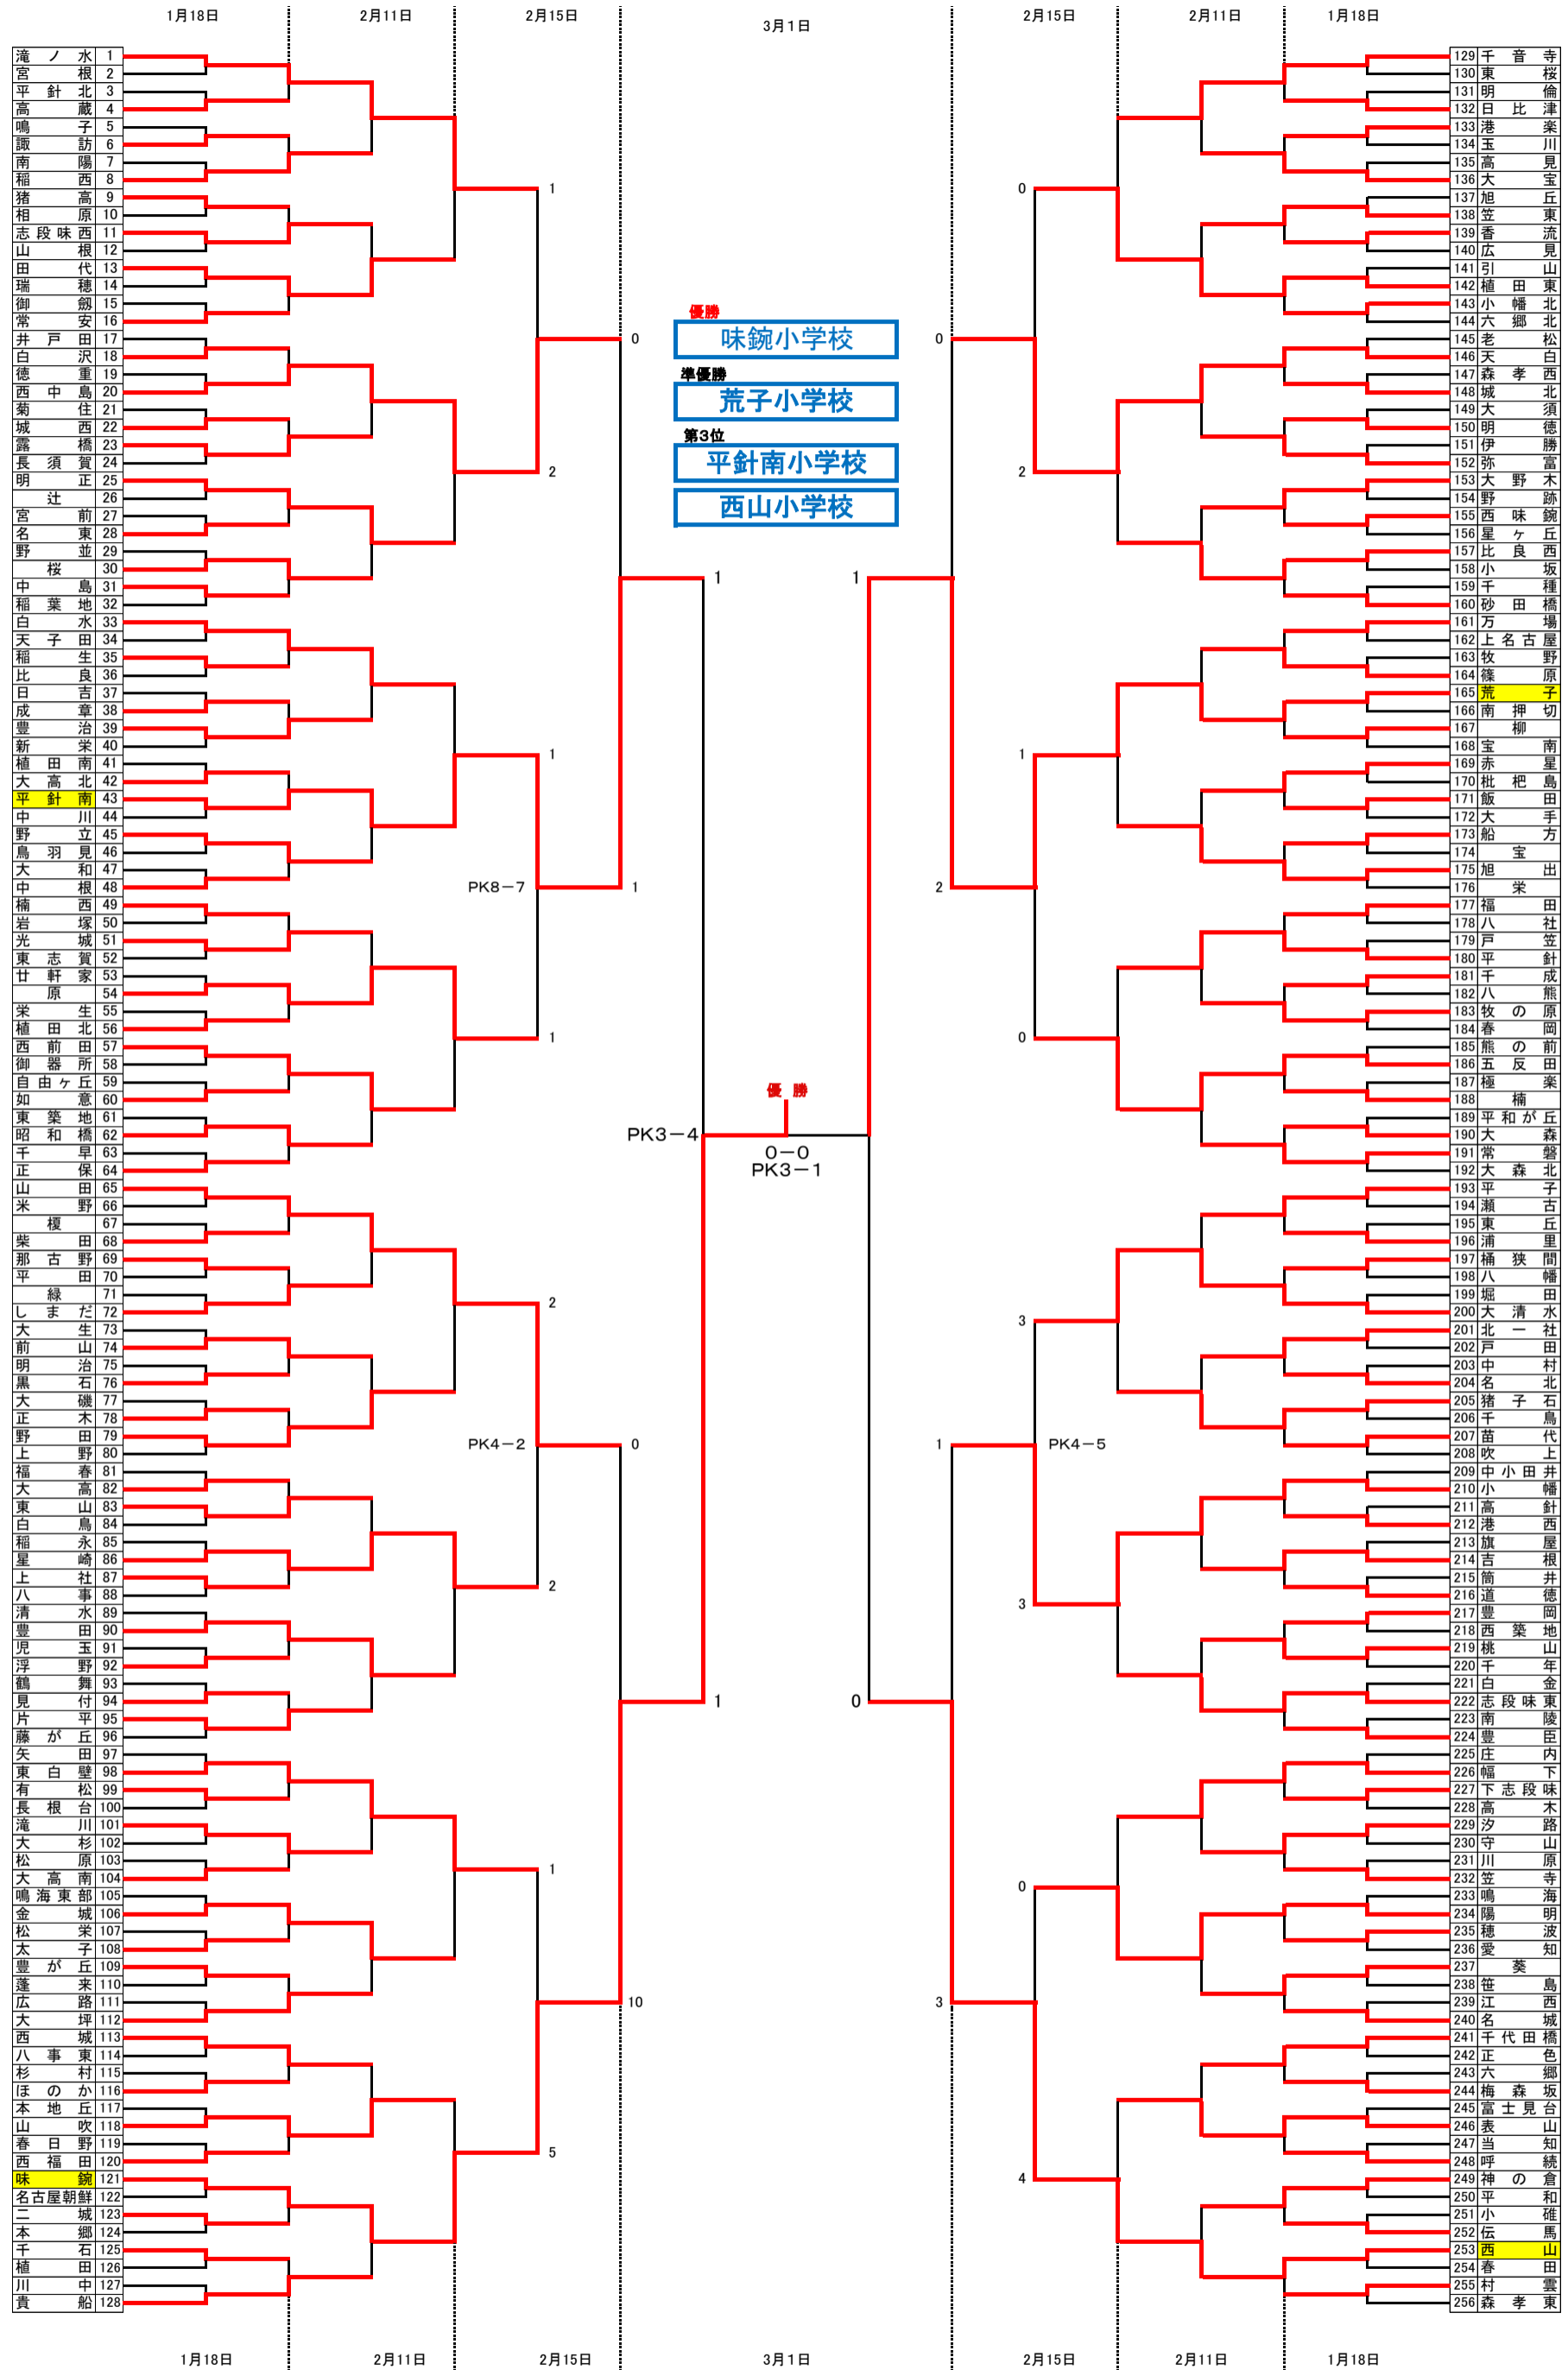 1月18日 2月11日 2月15日 3月1日 2月15日 2月11日 1月18日
滝ノ水 1
宮根 2
平針北 3
高蔵 4
鳴子 5
諏訪 6
南陽 7
稲西 8
猪高 9
相原 10
志段味西 11
山根 12
田代 13
瑞穂 14
御劔 15
常安 16
井戸田 17
白沢 18
徳重 19
西中島 20
菊住 21
城西 22
露橋 23
長須賀 24
明正 25
辻 26
宮前 27
名東 28
野並 29
桜 30
中島 31
稲葉地 32
白水 33
天子田 34
稲生 35
比良 36
日吉 37
成章 38
豊治 39
新栄 40
植田南 41
大高北 42
平針南 43
中川 44
野立 45
鳥羽見 46
大和 47
中根 48
楠西 49
岩塚 50
光城 51
東志賀 52
廿軒家 53
原 54
栄生 55
植田北 56
西前田 57
御器所 58
自由ヶ丘 59
如意 60
東築地 61
昭和橋 62
千早 63
正保 64
山田 65
米野 66
榎 67
柴田 68
那古野 69
平田 70
緑 71
しまだ 72
大生 73
前山 74
明治 75
黒石 76
大磯 77
正木 78
野田 79
上野 80
福春 81
大高 82
東山 83
白鳥 84
稲永 85
星崎 86
上社 87
八事 88
清水 89
豊田 90
児玉 91
浮野 92
鶴舞 93
見付 94
片平 95
藤が丘 96
矢田 97
東白壁 98
有松 99
長根台 100
滝川 101
大杉 102
松原 103
大高南 104
鳴海東部 105
金城 106
松栄 107
太子 108
豊が丘 109
蓬来 110
広路 111
大坪 112
西城 113
八事東 114
杉村 115
ほのか 116
本地丘 117
山吹 118
春日野 119
西福田 120
味鋺 121
名古屋朝鮮 122
二城 123
本郷 124
千石 125
植田 126
川中 127
貴船 128
1
0
2
1
1
PK8－7
1
1
2
PK4－2
0
2
1
1
10
5
優勝
味鋺小学校
準優勝
荒子小学校
第3位
平針南小学校
西山小学校
優 勝
PK3－4
0－0
PK3－1
0
0
2
1
1
2
0
3
1
PK4－5
3
0
0
3
4
129 千音寺
130 東桜
131 明倫
132 日比津
133 港楽
134 玉川
135 高見
136 大宝
137 旭丘
138 笠東
139 香流
140 広見
141 引山
142 植田東
143 小幡北
144 六郷北
145 老松
146 天白
147 森孝西
148 城北
149 大須
150 明徳
151 伊勝
152 弥富
153 大野木
154 野跡
155 西味鋺
156 星ヶ丘
157 比良西
158 小坂
159 千種
160 砂田橋
161 万場
162 上名古屋
163 牧野
164 篠原
165 荒子
166 南押切
167 柳
168 宝南
169 赤星
170 枇杷島
171 飯田
172 大手
173 船方
174 宝
175 旭出
176 栄
177 福田
178 八社
179 戸笠
180 平針
181 千成
182 八熊
183 牧の原
184 春岡
185 熊の前
186 五反田
187 極楽
188 楠
189 平和が丘
190 大森
191 常磐
192 大森北
193 平子
194 瀬古
195 東丘
196 浦里
197 桶狭間
198 八幡
199 堀田
200 大清水
201 北一社
202 戸田
203 中村
204 名北
205 猪子石
206 千鳥
207 苗代
208 吹上
209 中小田井
210 小幡
211 高針
212 港西
213 旗屋
214 吉根
215 筒井
216 道徳
217 豊岡
218 西築地
219 桃山
220 千年
221 白金
222 志段味東
223 南陵
224 豊臣
225 庄内
226 幅下
227 下志段味
228 高木
229 汐路
230 守山
231 川原
232 笠寺
233 鳴海
234 陽明
235 穂波
236 愛知
237 葵
238 笹島
239 江西
240 名城
241 千代田橋
242 正色
243 六郷
244 梅森坂
245 富士見台
246 表山
247 当知
248 呼続
249 神の倉
250 平和
251 小碓
252 伝馬
253 西山
254 春田
255 村雲
256 森孝東
1月18日 2月11日 2月15日 3月1日 2月15日 2月11日 1月18日